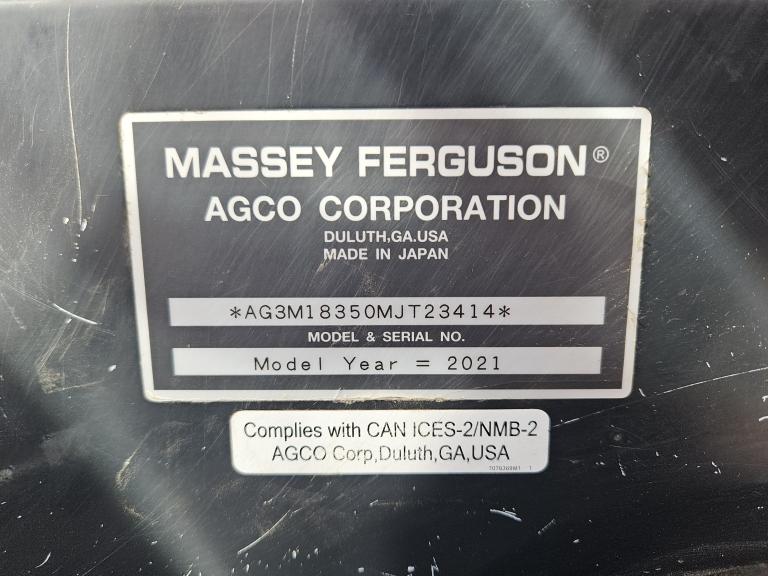 MASSEY FERGUSON®
AGCO CORPORATION
DULUTH,GA.USA
MADE IN JAPAN
*AG3M18350MJT23414*
MODEL & SERIAL NO.
Model Year = 2021
Complies with CAN ICES-2/NMB-2
AGCO Corp,Duluth,GA,USA